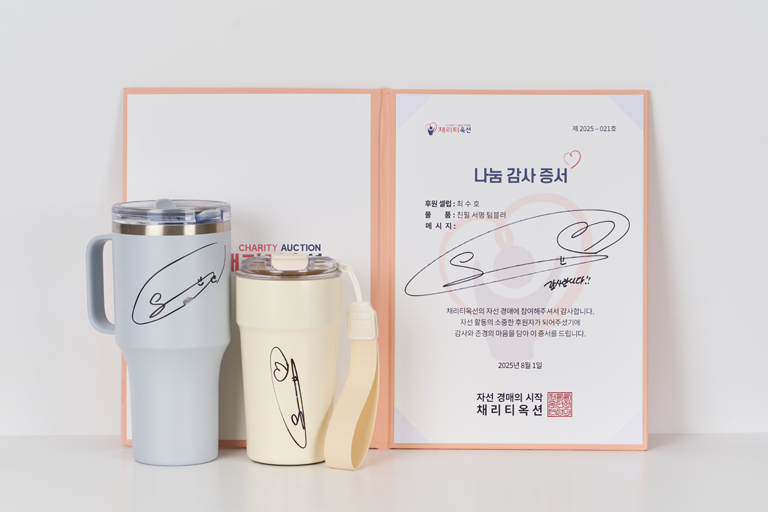 CHARITY AUCTION
채리티옥션
제 2025 – 021호
나눔 감사 증서
후원 셀럽 : 최 수 호
물 품 : 친필 서명 텀블러
메 시 지 :
감사합니다!!
채리티옥션의 자선 경매에 참여해주셔서 감사합니다.
자선 활동의 소중한 후원자가 되어주셨기에
감사와 존경의 마음을 담아 이 증서를 드립니다.
2025년 8월 1일
자선 경매의 시작
채 리 티 옥 션